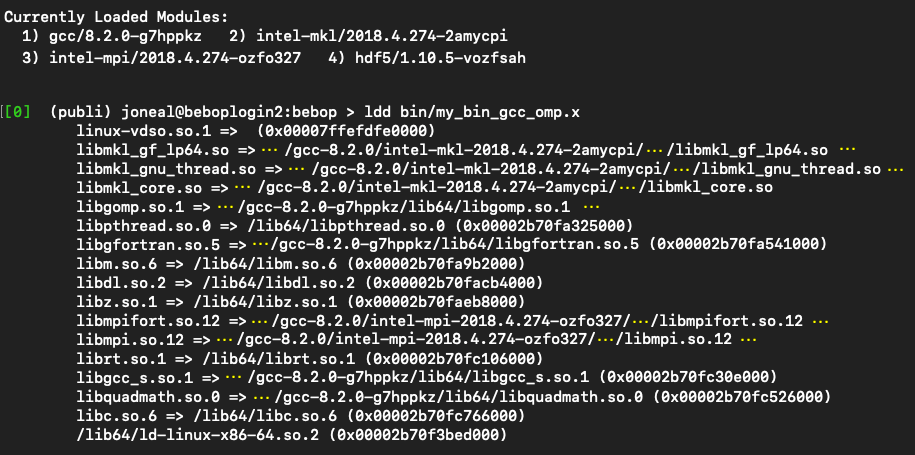 Currently Loaded Modules:
  1) gcc/8.2.0-g7hppkz   2) intel-mkl/2018.4.274-2amycpi
  3) intel-mpi/2018.4.274-ozfo327   4) hdf5/1.10.5-vozfsah
[[0]  (publi) joneal@beboplogin2:bebop > ldd bin/my_bin_gcc_omp.x
linux-vdso.so.1 =>  (0x00007ffefdfe0000)
libmkl_gf_lp64.so => ··· /gcc-8.2.0/intel-mkl-2018.4.274-2amycpi/···/libmkl_gf_lp64.so ···
libmkl_gnu_thread.so => ··· /gcc-8.2.0/intel-mkl-2018.4.274-2amycpi/···/libmkl_gnu_thread.so ···
libmkl_core.so => ··· /gcc-8.2.0/intel-mkl-2018.4.274-2amycpi/···/libmkl_core.so
libgomp.so.1 => ··· /gcc-8.2.0-g7hppkz/lib64/libgomp.so.1 ···
libpthread.so.0 => /lib64/libpthread.so.0 (0x00002b70fa325000)
libgfortran.so.5 => ···/gcc-8.2.0-g7hppkz/lib64/libgfortran.so.5 (0x00002b70fa541000)
libm.so.6 => /lib64/libm.so.6 (0x00002b70fa9b2000)
libdl.so.2 => /lib64/libdl.so.2 (0x00002b70facb4000)
libz.so.1 => /lib64/libz.so.1 (0x00002b70faeb8000)
libmpifort.so.12 => ··· /gcc-8.2.0/intel-mpi-2018.4.274-ozfo327/···/libmpifort.so.12 ···
libmpi.so.12 => ··· /gcc-8.2.0/intel-mpi-2018.4.274-ozfo327/···/libmpi.so.12 ···
librt.so.1 => /lib64/librt.so.1 (0x00002b70fc106000)
libgcc_s.so.1 => ··· /gcc-8.2.0-g7hppkz/lib64/libgcc_s.so.1 (0x00002b70fc30e000)
libquadmath.so.0 => ··· /gcc-8.2.0-g7hppkz/lib64/libquadmath.so.0 (0x00002b70fc526000)
libc.so.6 => /lib64/libc.so.6 (0x00002b70fc766000)
/lib64/ld-linux-x86-64.so.2 (0x00002b70f3bed000)